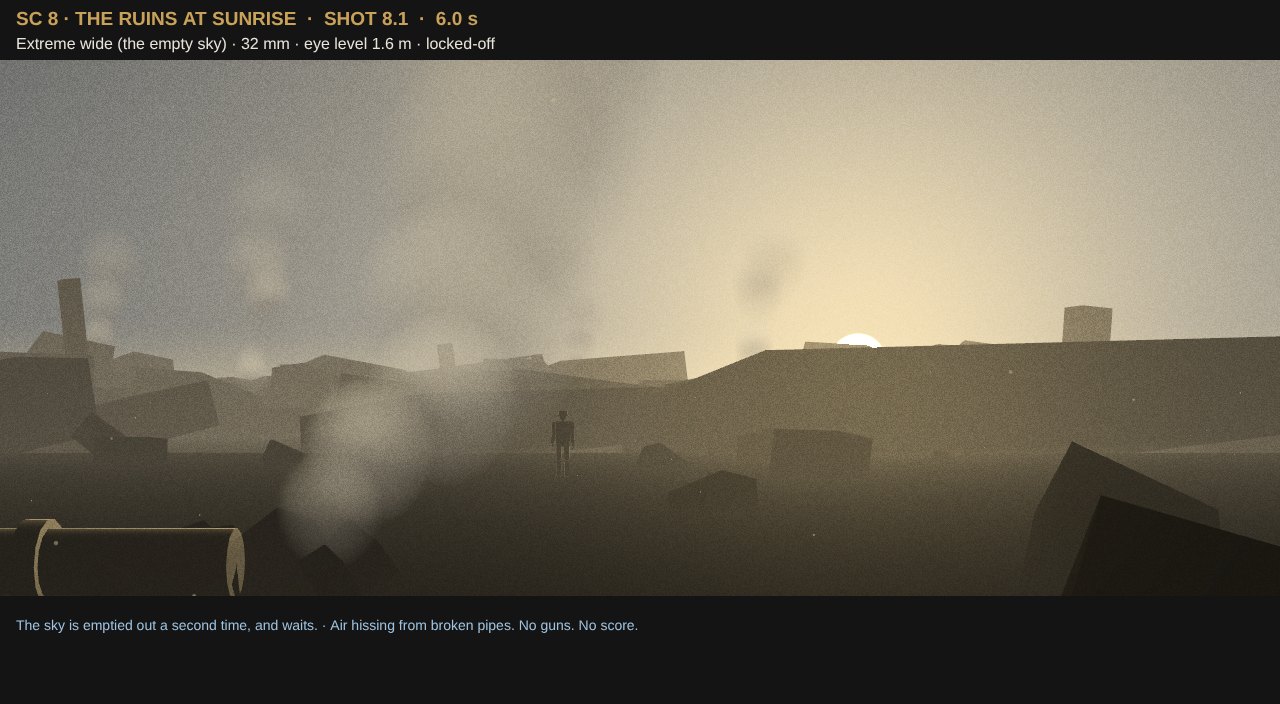 SC 8 · THE RUINS AT SUNRISE · SHOT 8.1 · 6.0 s
Extreme wide (the empty sky) · 32 mm · eye level 1.6 m · locked-off
The sky is emptied out a second time, and waits. · Air hissing from broken pipes. No guns. No score.